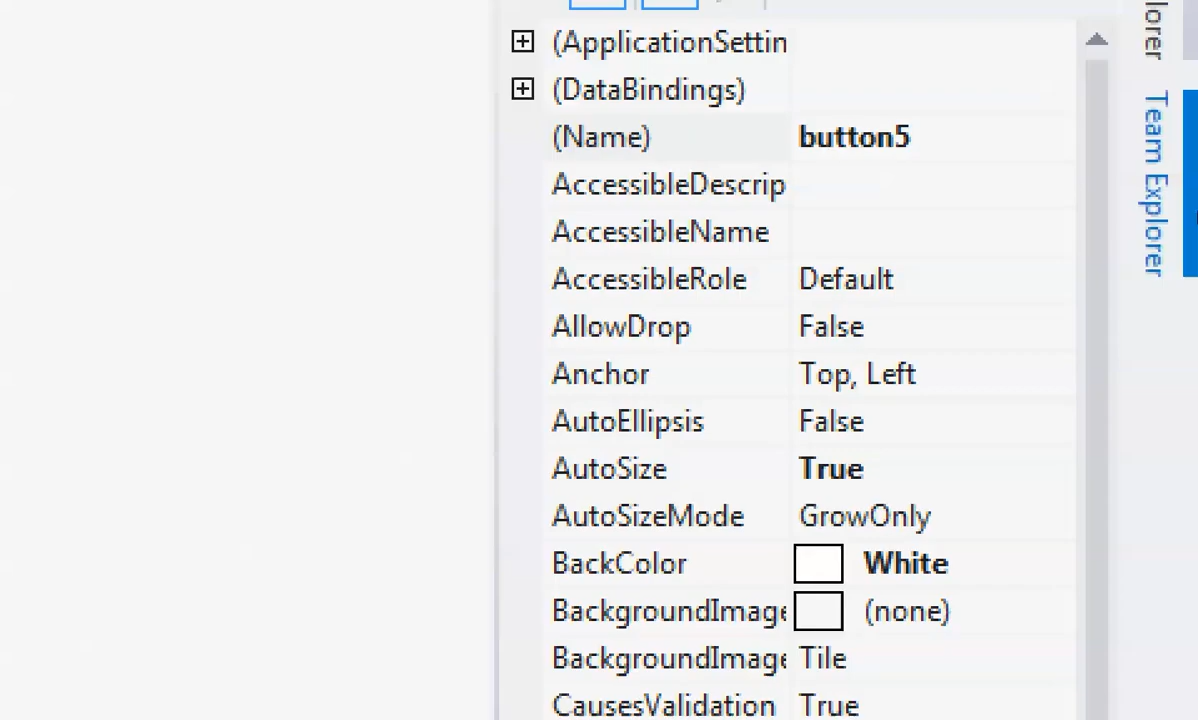 (ApplicationSettin
(DataBindings)
(Name) button5
AccessibleDescrip
AccessibleName
AccessibleRole Default
AllowDrop False
Anchor Top, Left
AutoEllipsis False
AutoSize True
AutoSizeMode GrowOnly
BackColor White
BackgroundImage (none)
BackgroundImage Tile
CausesValidation True
lorer
Team Explorer